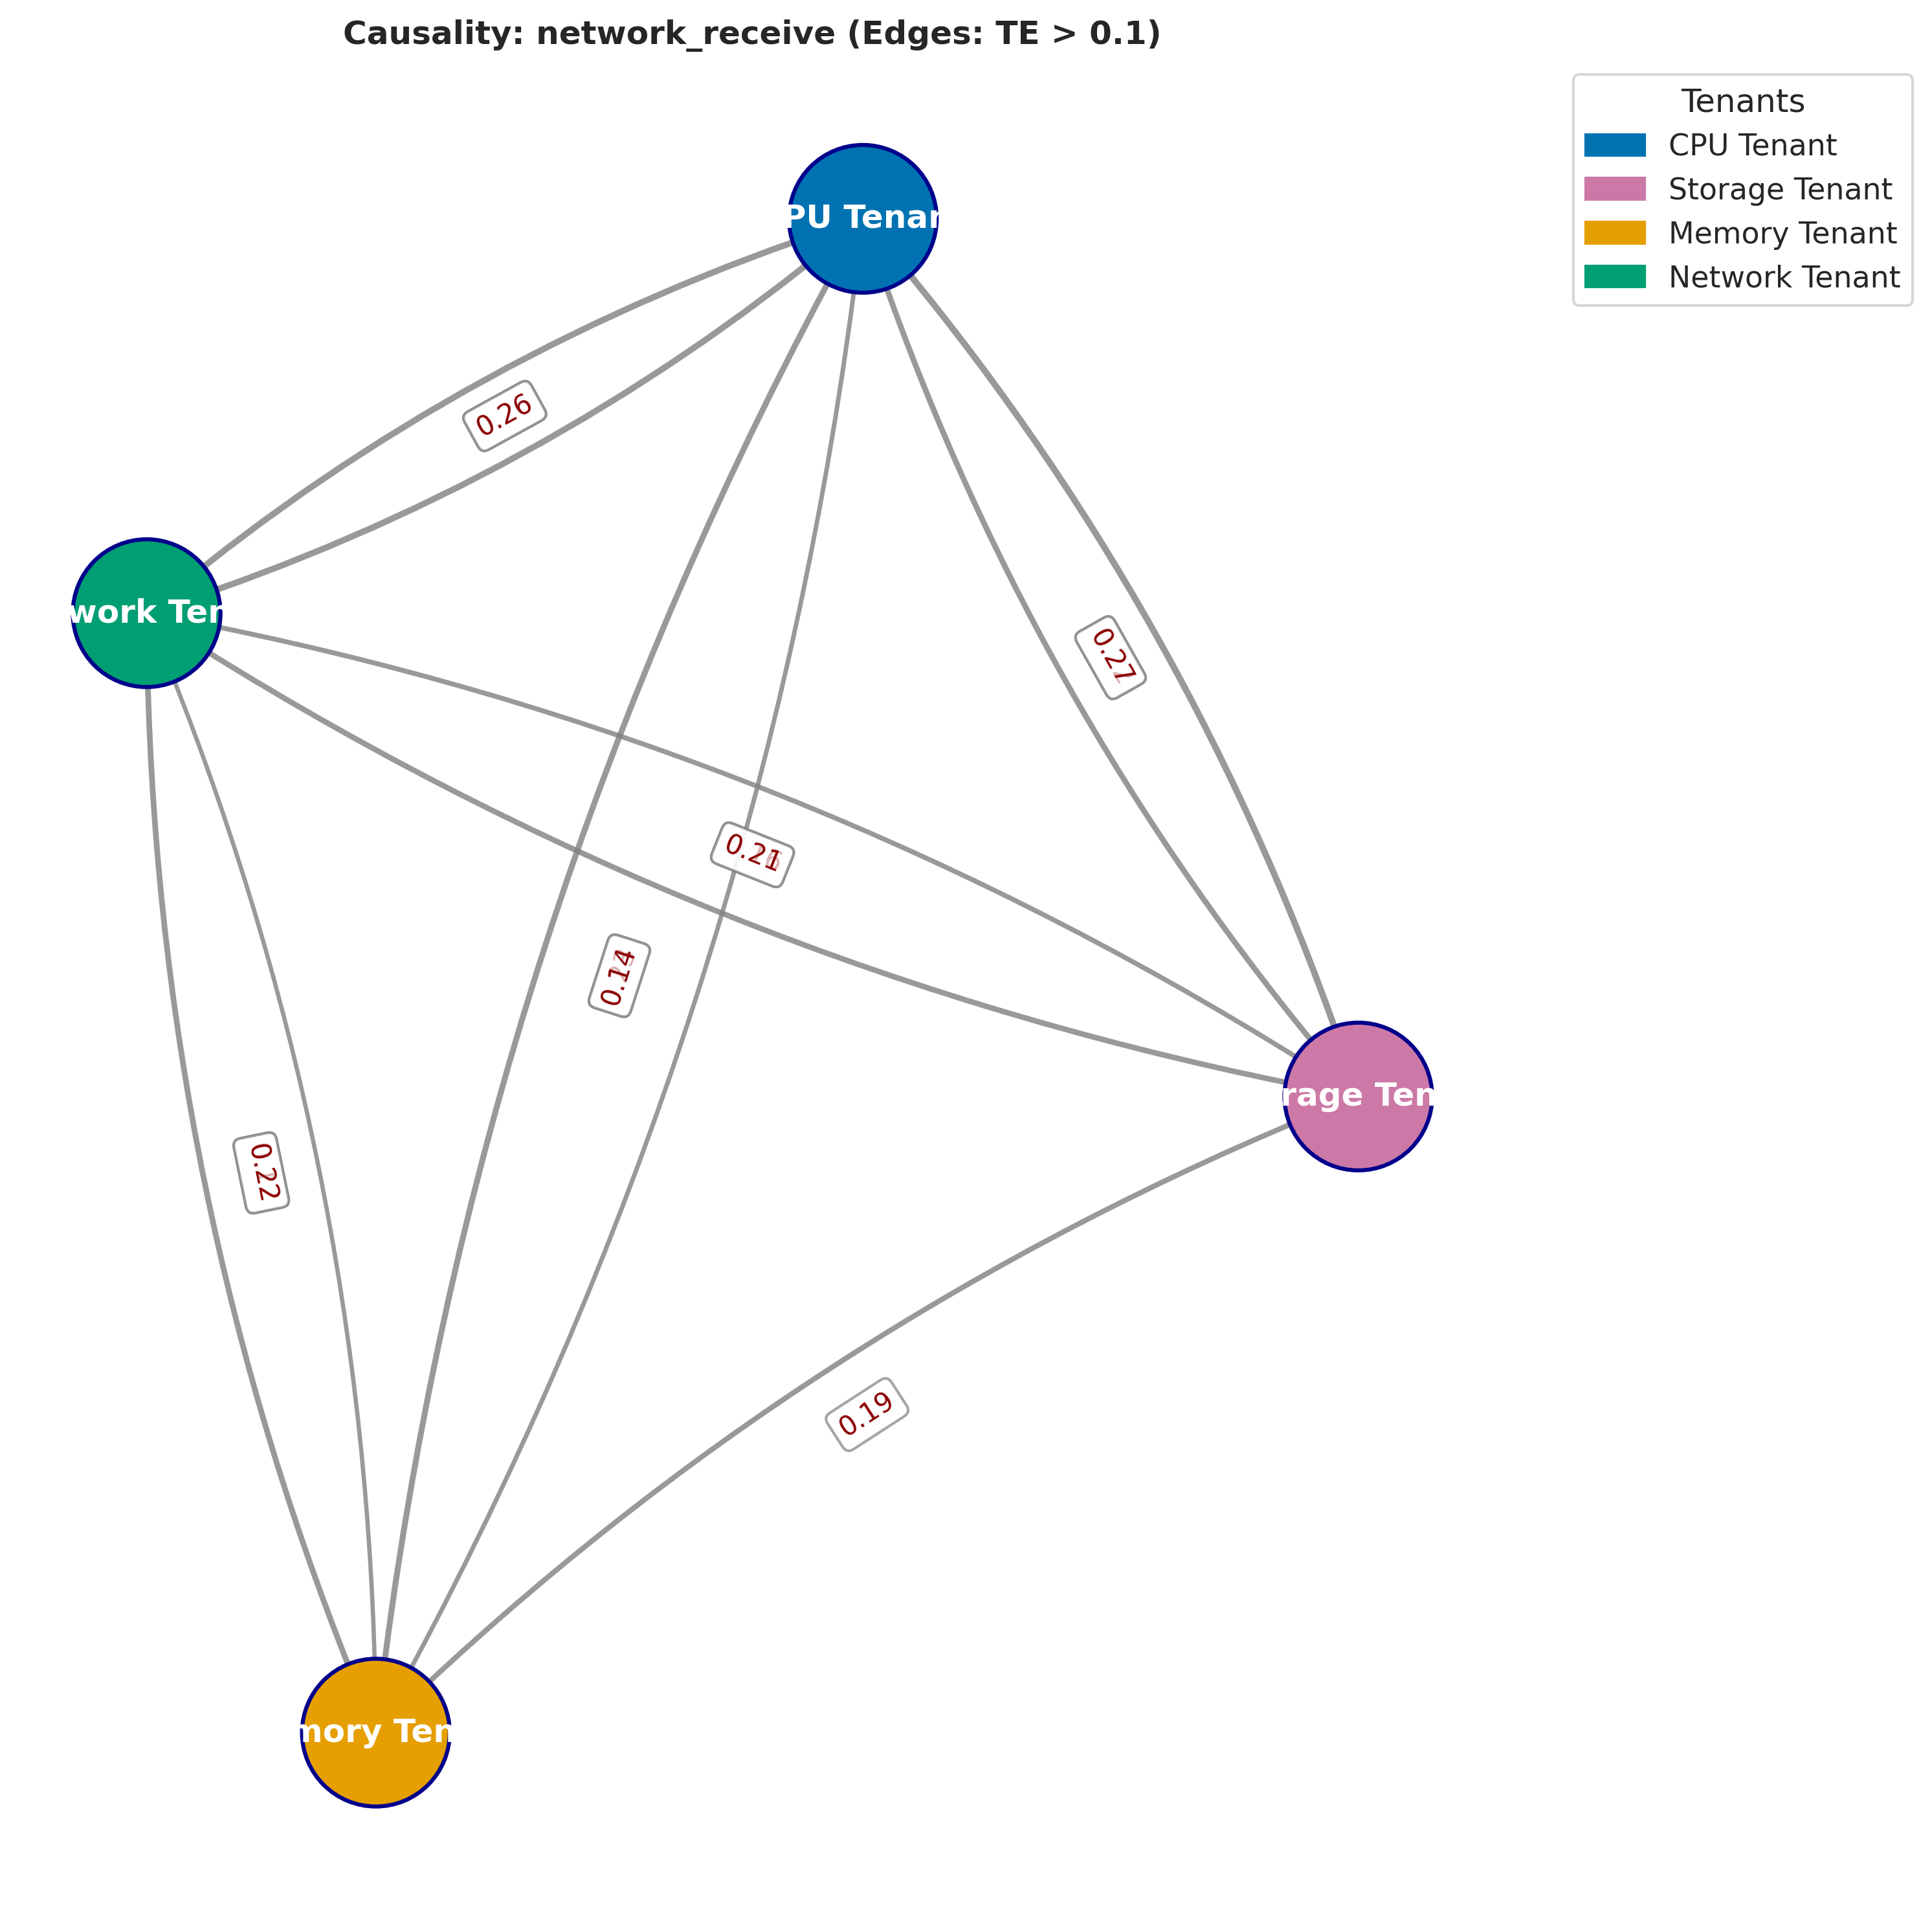 Causality: network_receive (Edges: TE > 0.1)
Tenants
CPU Tenant
Storage Tenant
Memory Tenant
Network Tenant
PU Tenar
0.26
work Ter
0.27
0.21
0.14
rage Ten
0.22
0.19
mory Ten